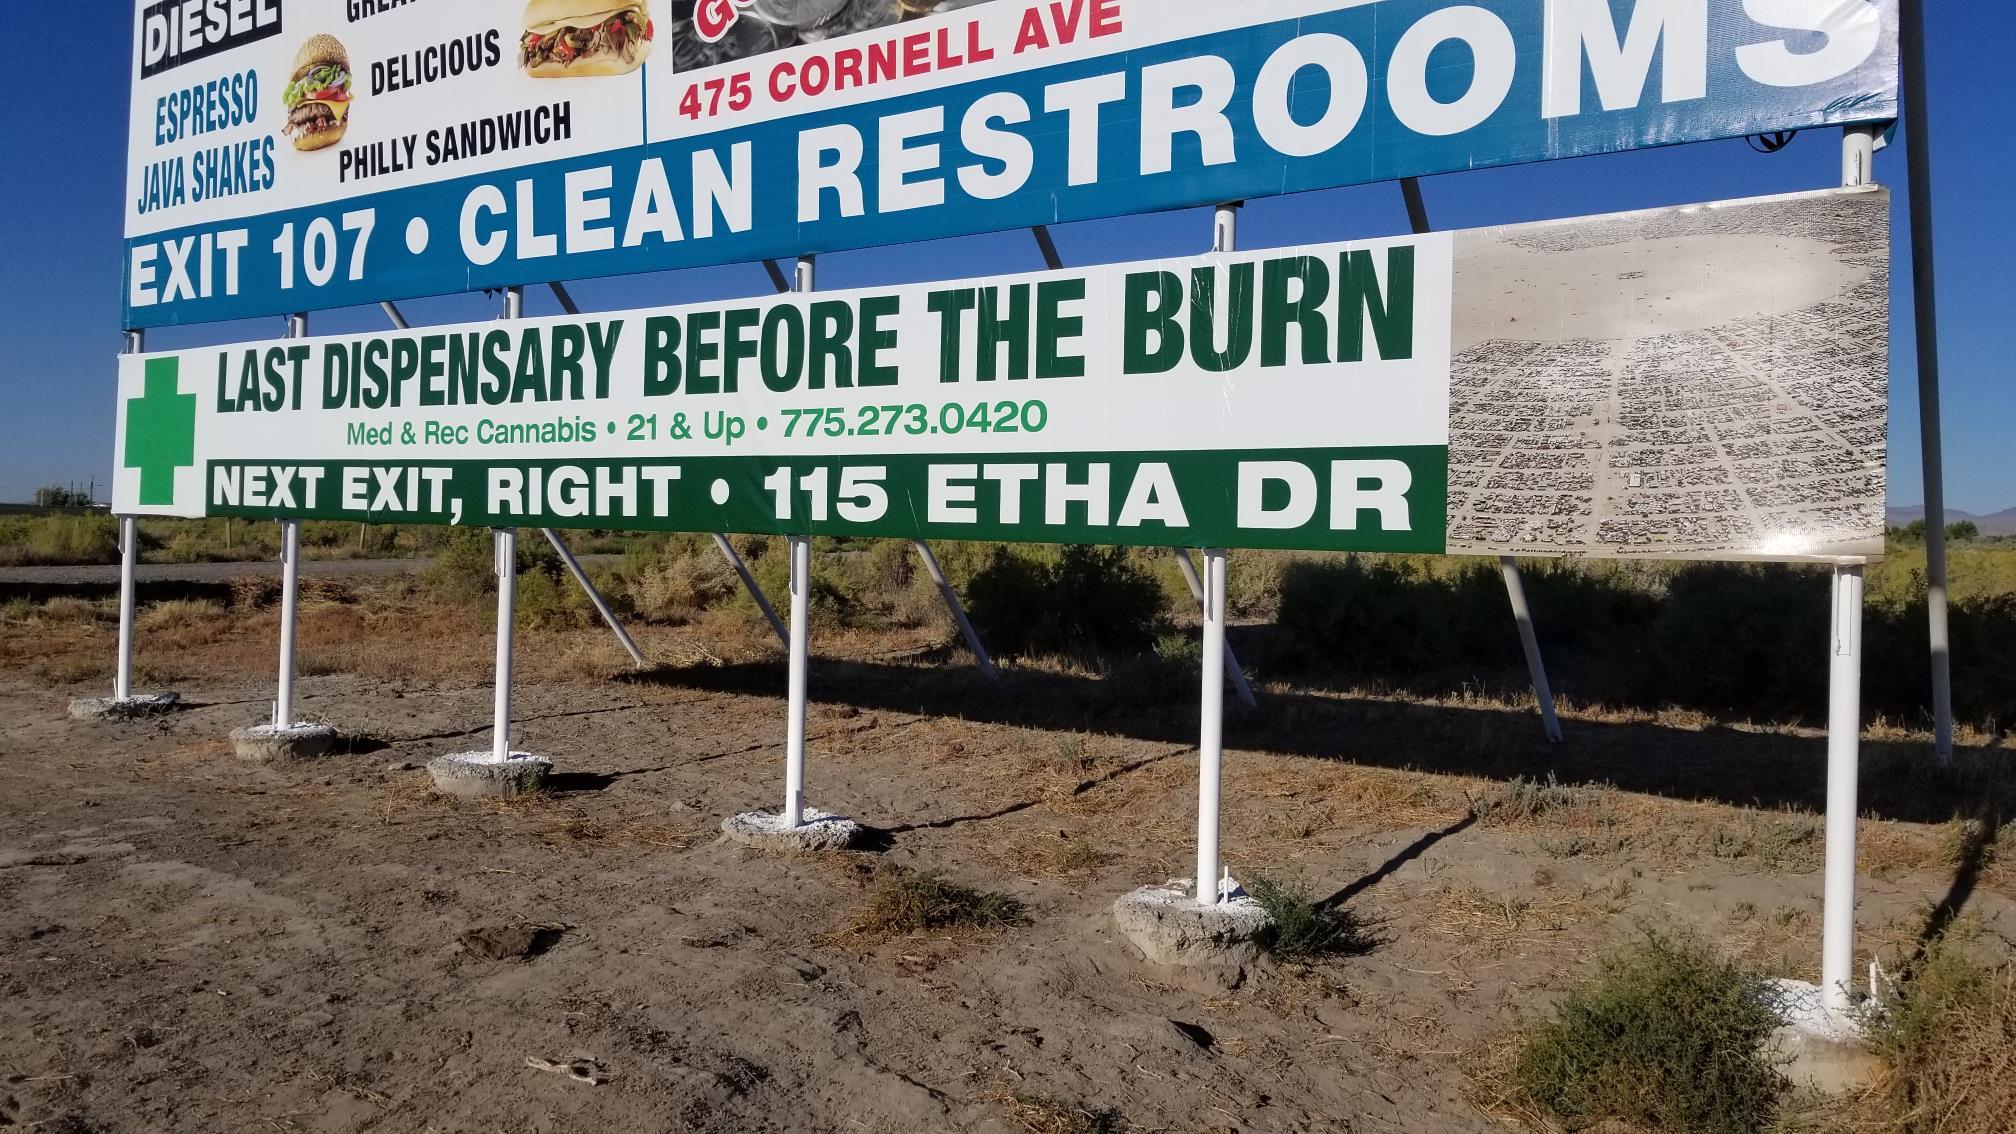 DIESEL
ESPRESSO
JAVA SHAKES
DELICIOUS
PHILLY SANDWICH
475 CORNELL AVE
EXIT 107 • CLEAN RESTROOMS
LAST DISPENSARY BEFORE THE BURN
Med & Rec Cannabis • 21 & Up • 775.273.0420
NEXT EXIT, RIGHT • 115 ETHA DR